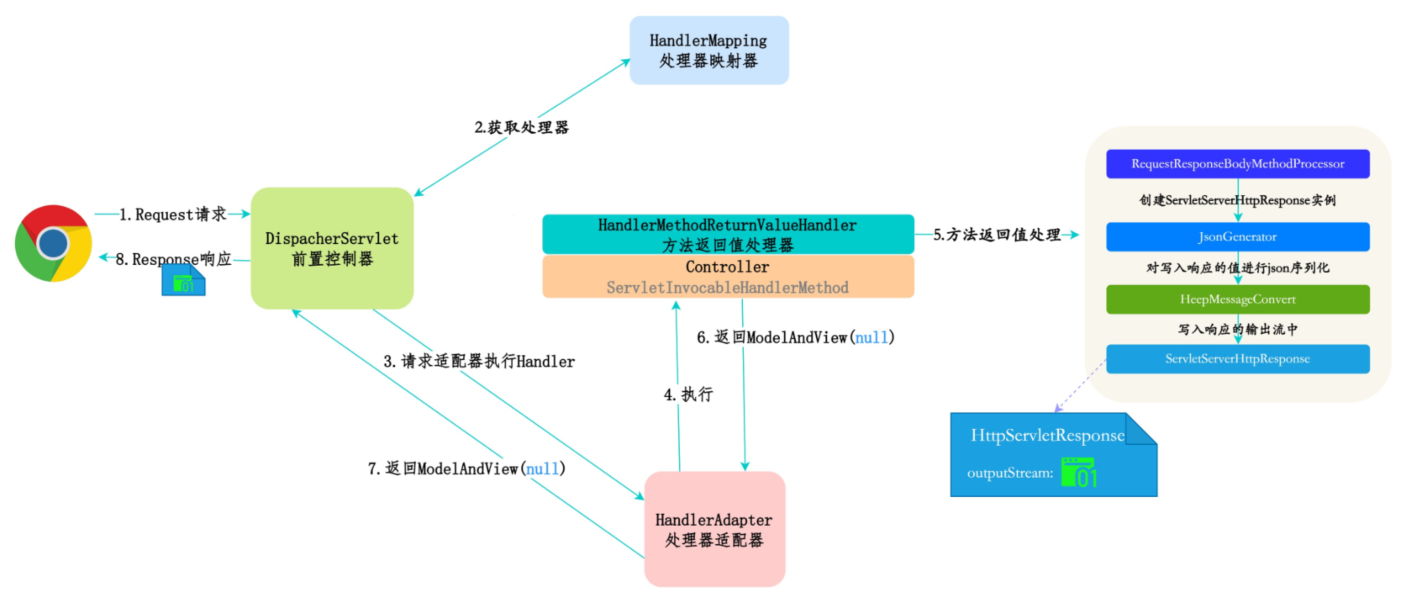 HandlerMapping
处理器映射器
2.获取处理器
1.Request请求
8.Response响应
01
DispacherServlet
前置控制器
HandlerMethodReturnValueHandler
方法返回值处理器
Controller
ServletInvocableHandlerMethod
5.方法返回值处理
RequestResponseBodyMethodProcessor
创建ServletServerHttpResponse实例
JsonGenerator
对写入响应的值进行json序列化
HeepMessageConvert
写入响应的输出流中
ServletServerHttpResponse
HttpServletResponse
outputStream:
01
3.请求适配器执行Handler
6.返回ModelAndView(null)
4.执行
7.返回ModelAndView(null)
HandlerAdapter
处理器适配器